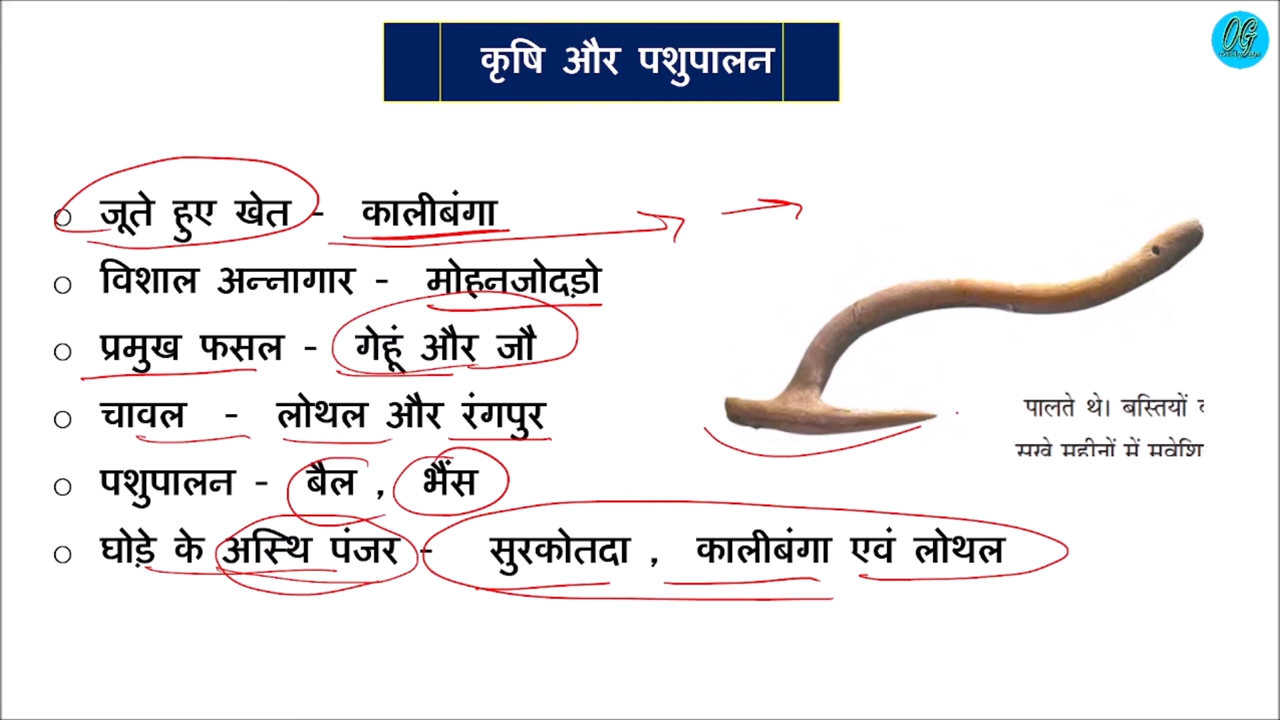 कृषि और पशुपालन
OG
जूते हुए खेत - कालीबंगा
विशाल अन्नागार - मोहनजोदड़ो
प्रमुख फसल - गेहूं और जौ
चावल - लोथल और रंगपुर
पालते थे। बस्तियों
पशुपालन - बैल , भैंस
घोड़े के अस्थि पंजर - सुरकोतदा , कालीबंगा एवं लोथल